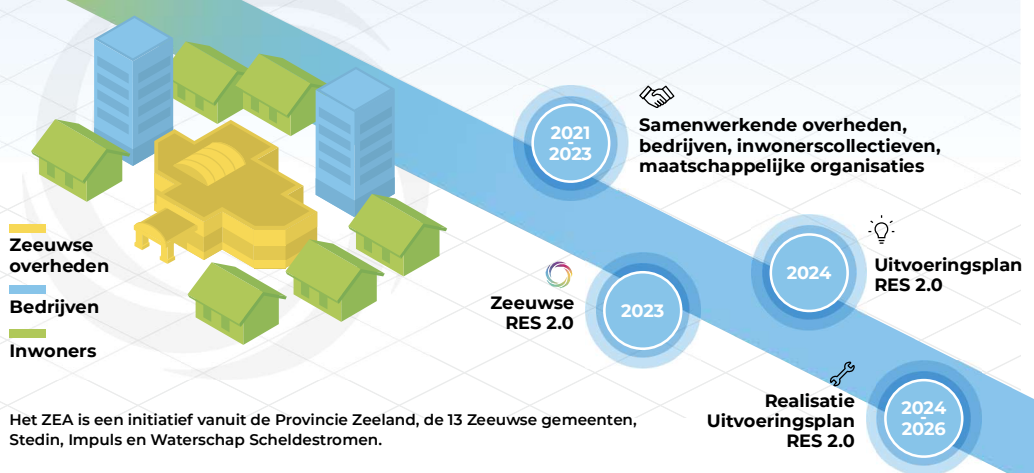 2021
-
2023
Samenwerkende overheden,
bedrijven, inwonerscollectieven,
maatschappelijke organisaties
Zeeuwse
overheden
Bedrijven
Inwoners
Zeeuwse
RES 2.0
2023
2024
Uitvoeringsplan
RES 2.0
Realisatie
Uitvoeringsplan
RES 2.0
2024
-
2026
Het ZEA is een initiatief vanuit de Provincie Zeeland, de 13 Zeeuwse gemeenten,
Stedin, Impuls en Waterschap Scheldestromen.